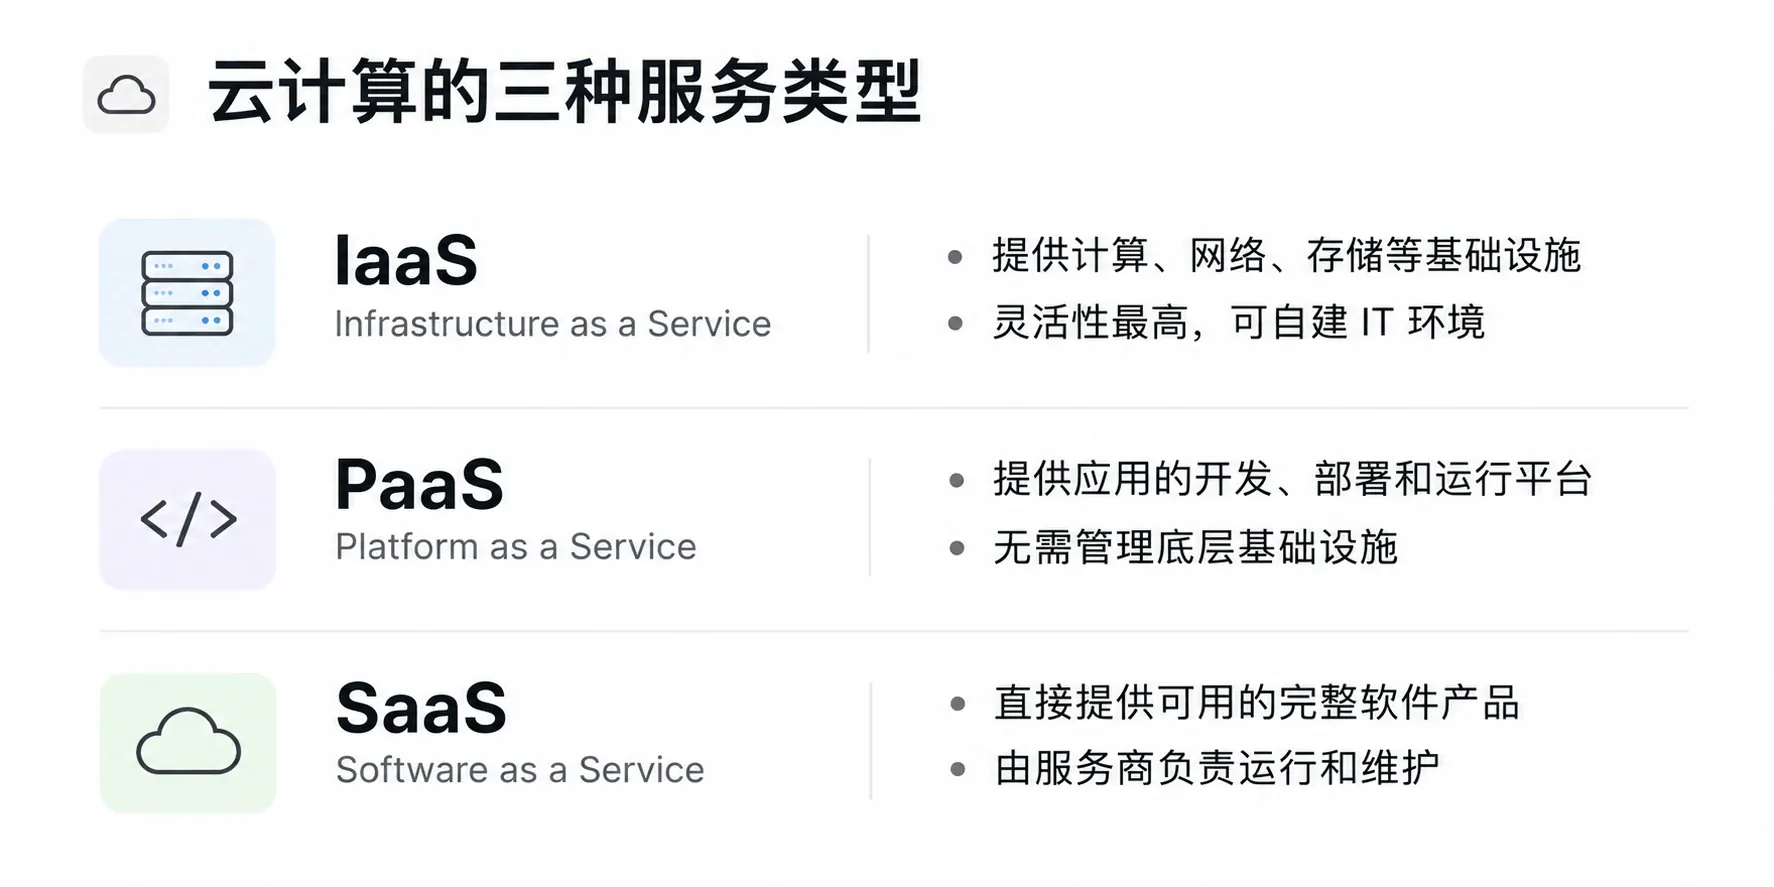 云计算的三种服务类型
IaaS
Infrastructure as a Service
提供计算、网络、存储等基础设施
灵活性最高，可自建 IT 环境
PaaS
Platform as a Service
提供应用的开发、部署和运行平台
无需管理底层基础设施
SaaS
Software as a Service
直接提供可用的完整软件产品
由服务商负责运行和维护